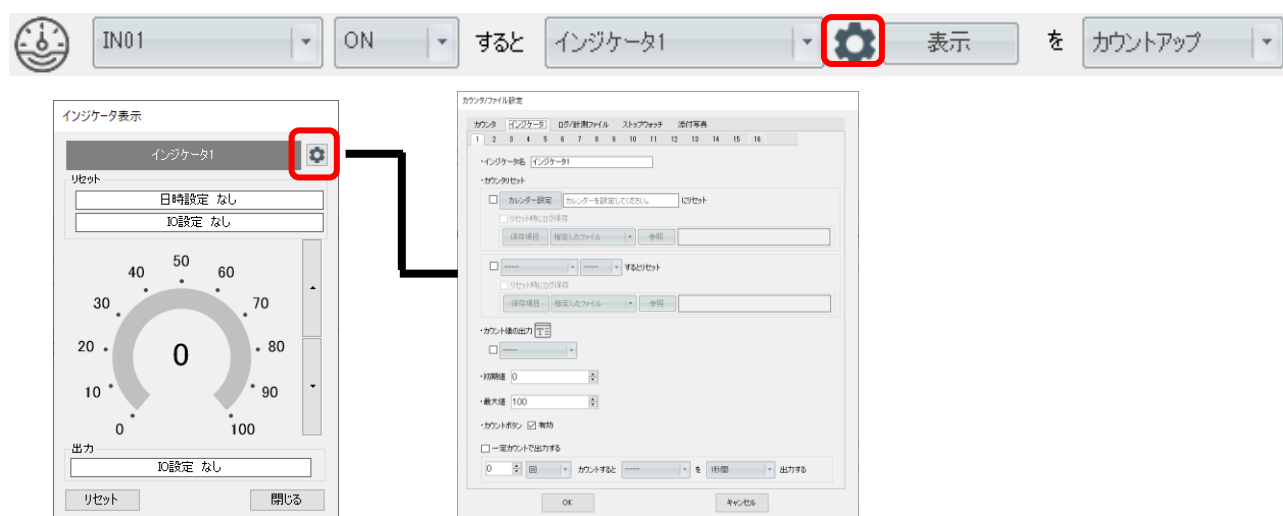 IN01 ON すると インジケータ1 表示 を カウントアップ
インジケータ表示
インジケータ1
リセット
日時設定 なし
IO設定 なし
50
40 60
30 70
20 80
0
10 90
0 100
出力
IO設定 なし
リセット 閉じる
カウンタ/ファイル設定
カウンタ インジケータ ログ/計測ファイル ストップウォッチ 添付写真
1 2 3 4 5 6 7 8 9 10 11 12 13 14 15 16
・インジケータ名 インジケータ1
・カウンタリセット
カレンダー設定 カレンダーを設定してください。 にリセット
リセット時にログ保存
保存項目 指定したファイル 参照
---- ---- するとリセット
リセット時にログ保存
保存項目 指定したファイル 参照
・カウント値の出力 T
----
・初期値 0
・最大値 100
・カウントボタン 有効
一定カウントで出力する
0 回 カウントすると ---- を 1秒間 出力する
OK キャンセル